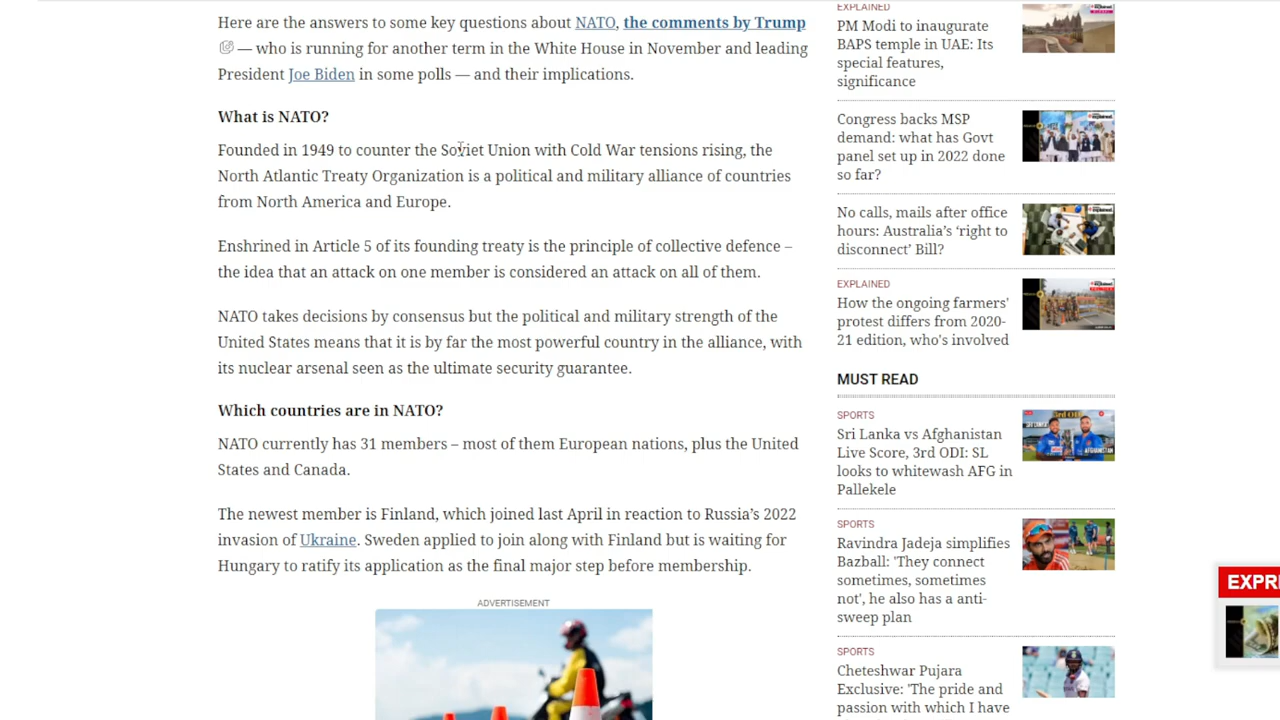 Here are the answers to some key questions about NATO, the comments by Trump
— who is running for another term in the White House in November and leading
President Joe Biden in some polls — and their implications.
What is NATO?
Founded in 1949 to counter the Soviet Union with Cold War tensions rising, the
North Atlantic Treaty Organization is a political and military alliance of countries
from North America and Europe.
Enshrined in Article 5 of its founding treaty is the principle of collective defence –
the idea that an attack on one member is considered an attack on all of them.
NATO takes decisions by consensus but the political and military strength of the
United States means that it is by far the most powerful country in the alliance, with
its nuclear arsenal seen as the ultimate security guarantee.
Which countries are in NATO?
NATO currently has 31 members – most of them European nations, plus the United
States and Canada.
The newest member is Finland, which joined last April in reaction to Russia’s 2022
invasion of Ukraine. Sweden applied to join along with Finland but is waiting for
Hungary to ratify its application as the final major step before membership.
ADVERTISEMENT
EXPLAINED
PM Modi to inaugurate
BAPS temple in UAE: Its
special features,
significance
Congress backs MSP
demand: what has Govt
panel set up in 2022 done
so far?
No calls, mails after office
hours: Australia’s ‘right to
disconnect’ Bill?
EXPLAINED
How the ongoing farmers'
protest differs from 2020-
21 edition, who's involved
MUST READ
SPORTS
Sri Lanka vs Afghanistan
Live Score, 3rd ODI: SL
looks to whitewash AFG in
Pallekele
SPORTS
Ravindra Jadeja simplifies
Bazball: 'They connect
sometimes, sometimes
not', he also has a anti-
sweep plan
SPORTS
Cheteshwar Pujara
Exclusive: 'The pride and
passion with which I have
EXPR